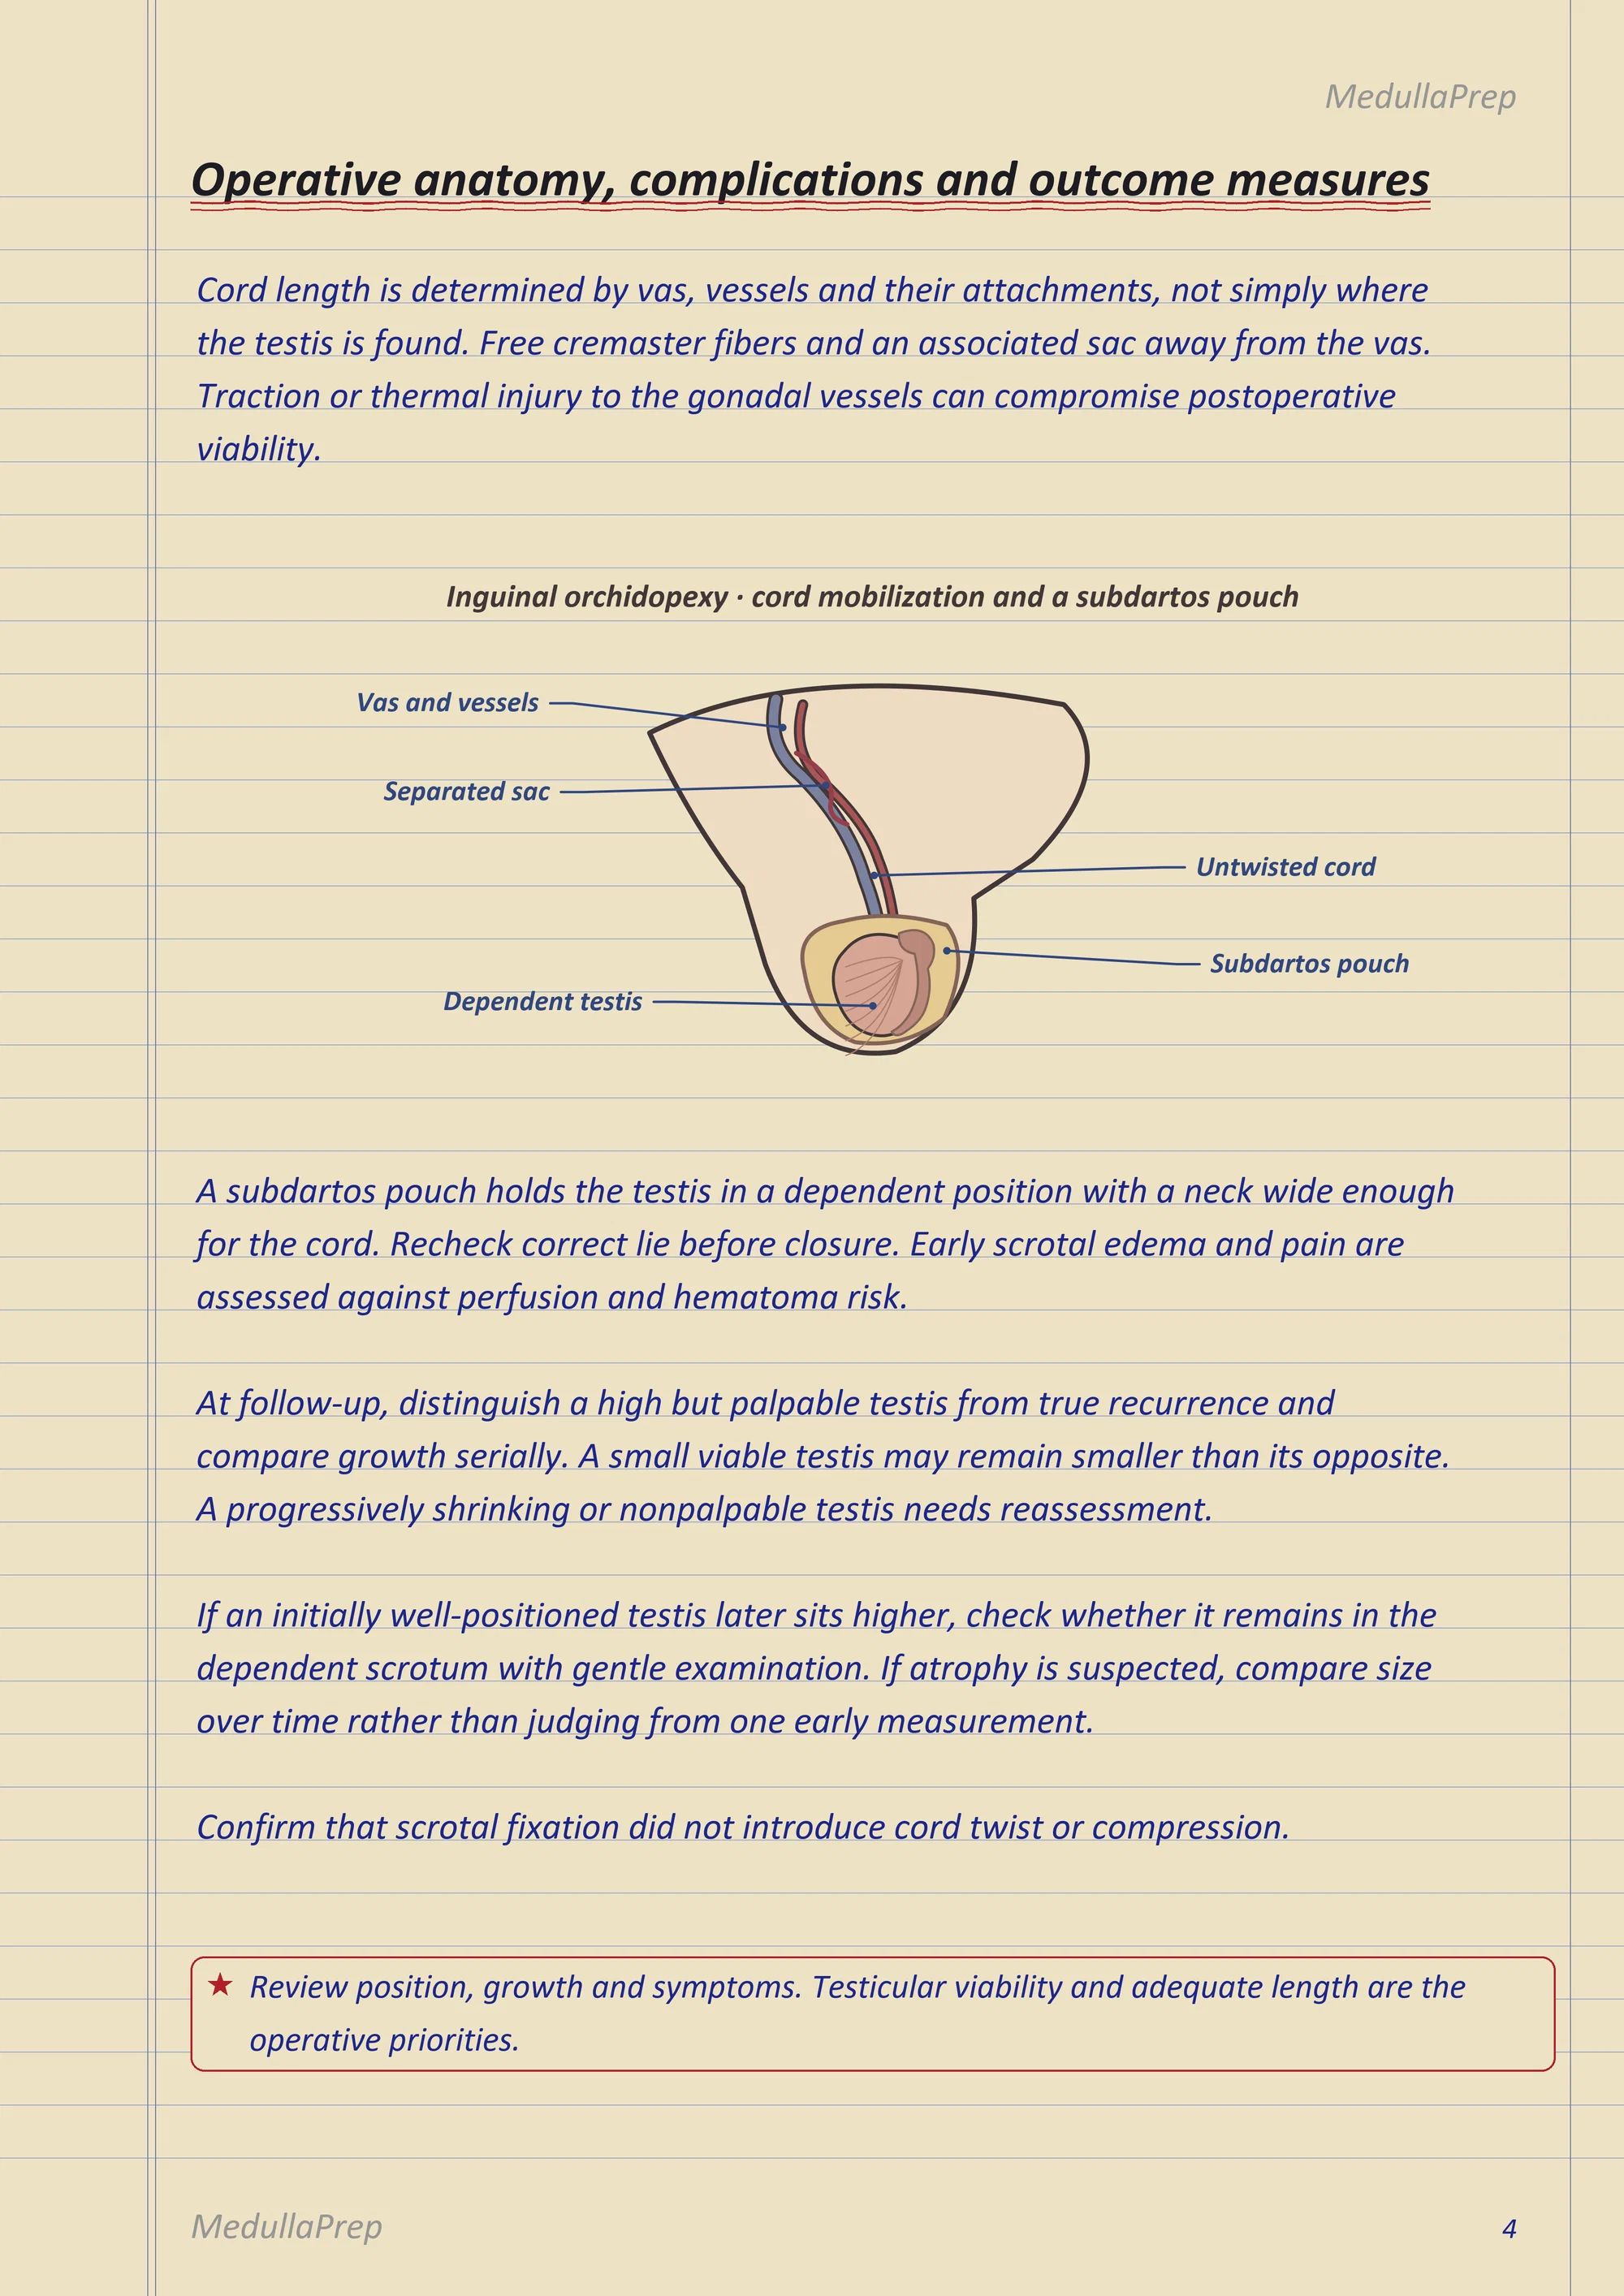 MedullaPrep
Operative anatomy, complications and outcome measures
Cord length is determined by vas, vessels and their attachments, not simply where
the testis is found. Free cremaster fibers and an associated sac away from the vas.
Traction or thermal injury to the gonadal vessels can compromise postoperative
viability.
Inguinal orchidopexy · cord mobilization and a subdartos pouch
Vas and vessels
Separated sac
Untwisted cord
Subdartos pouch
Dependent testis
A subdartos pouch holds the testis in a dependent position with a neck wide enough
for the cord. Recheck correct lie before closure. Early scrotal edema and pain are
assessed against perfusion and hematoma risk.
At follow-up, distinguish a high but palpable testis from true recurrence and
compare growth serially. A small viable testis may remain smaller than its opposite.
A progressively shrinking or nonpalpable testis needs reassessment.
If an initially well-positioned testis later sits higher, check whether it remains in the
dependent scrotum with gentle examination. If atrophy is suspected, compare size
over time rather than judging from one early measurement.
Confirm that scrotal fixation did not introduce cord twist or compression.
★ Review position, growth and symptoms. Testicular viability and adequate length are the
operative priorities.
MedullaPrep
4